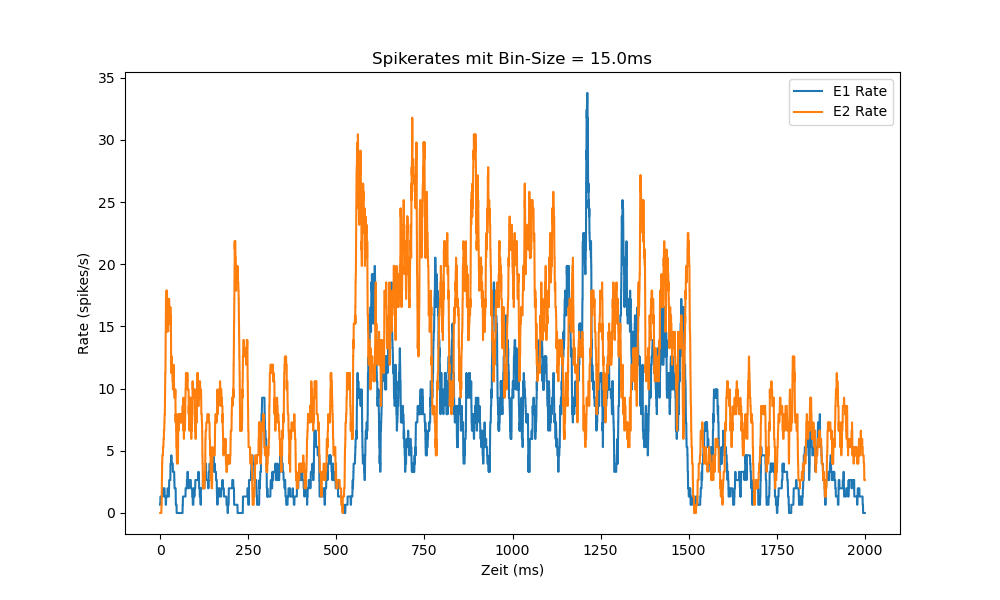 Spikerates mit Bin-Size = 15.0ms
E1 Rate
E2 Rate
Rate (spikes/s)
35
30
25
20
15
10
5
0
0 250 500 750 1000 1250 1500 1750 2000
Zeit (ms)